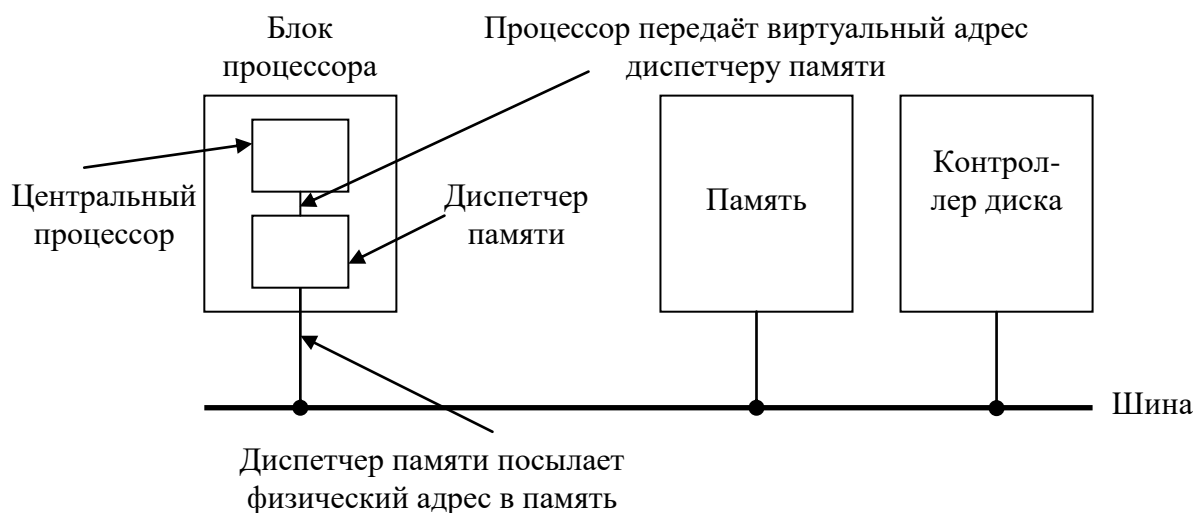 Блок
процессора
Процессор передаёт виртуальный адрес
диспетчеру памяти
Центральный
процессор
Диспетчер
памяти
Память
Контрол-
лер диска
Шина
Диспетчер памяти посылает
физический адрес в память